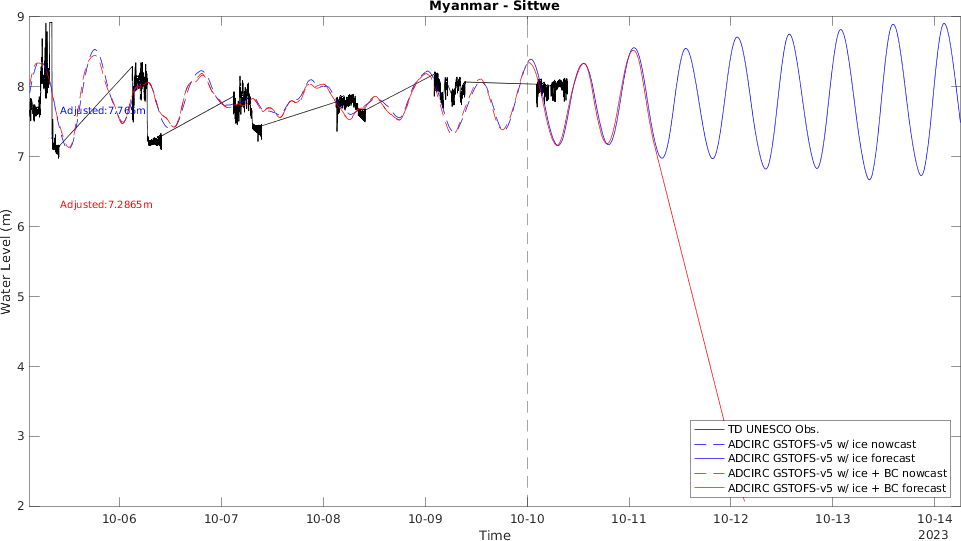 Myanmar - Sittwe
9
8
7
6
5
4
3
2
Water Level (m)
Adjusted:7.765m
Adjusted:7.2865m
TD UNESCO Obs.
ADCIRC GSTOFS-v5 w/ ice nowcast
ADCIRC GSTOFS-v5 w/ ice forecast
ADCIRC GSTOFS-v5 w/ ice + BC nowcast
ADCIRC GSTOFS-v5 w/ ice + BC forecast
10-06 10-07 10-08 10-09 10-10 10-11 10-12 10-13 10-14
Time
2023